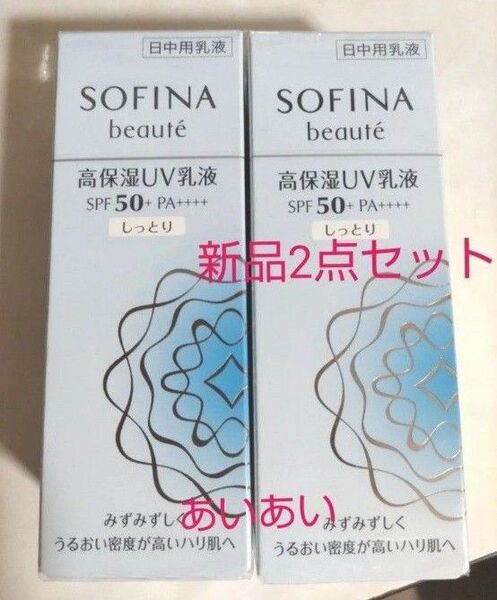 日中用乳液
SOFINA
beauté
高保湿UV乳液
SPF 50+ PA++++
しっとり
みずみずしく
うるおい密度が高いハリ肌へ
日中用乳液
SOFINA
beauté
高保湿UV乳液
SPF 50+ PA++++
しっとり
みずみずしく
うるおい密度が高いハリ肌へ
新品2点セット
あいあい